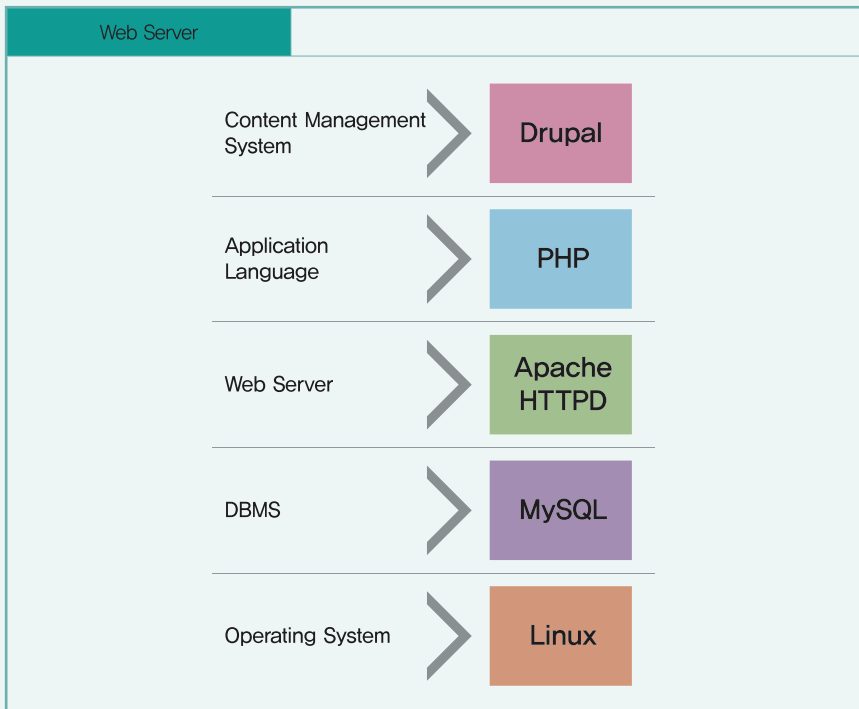 Web Server
Content Management
System
Drupal
Application
Language
PHP
Web Server
Apache
HTTPD
DBMS
MySQL
Operating System
Linux